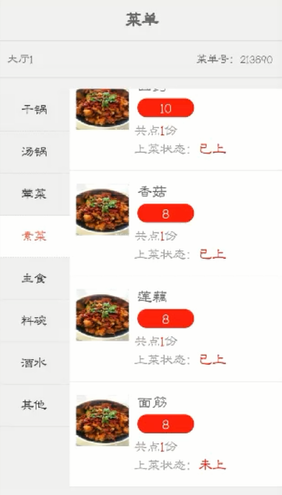 菜单
大厅1
菜单号：213890
干锅
汤锅
荤菜
素菜
主食
料碗
酒水
其他
10
共点1份
上菜状态：已上
香菇
8
共点1份
上菜状态：已上
莲藕
8
共点1份
上菜状态：已上
面筋
8
共点1份
上菜状态：未上